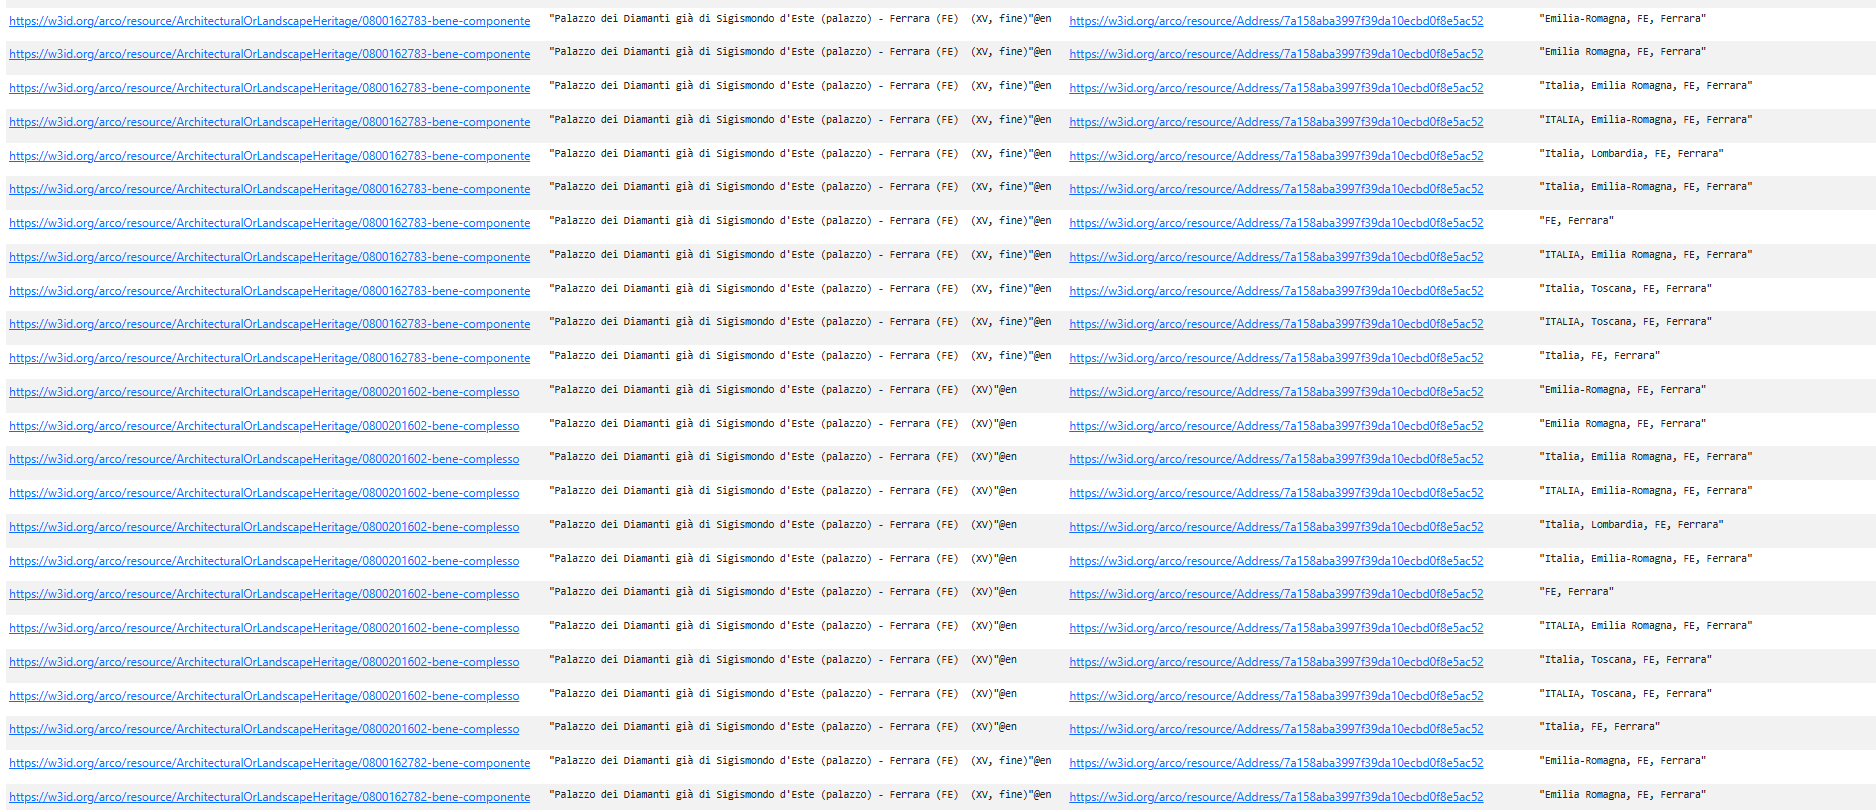 https://w3id.org/arco/resource/ArchitecturalOrLandscapeHeritage/0800162783-bene-componente "Palazzo dei Diamanti già di Sigismondo d'Este (palazzo) - Ferrara (FE)  (XV, fine)"@en https://w3id.org/arco/resource/Address/7a158aba3997f39da10ecbd0f8e5ac52 "Emilia-Romagna, FE, Ferrara"
https://w3id.org/arco/resource/ArchitecturalOrLandscapeHeritage/0800162783-bene-componente "Palazzo dei Diamanti già di Sigismondo d'Este (palazzo) - Ferrara (FE)  (XV, fine)"@en https://w3id.org/arco/resource/Address/7a158aba3997f39da10ecbd0f8e5ac52 "Emilia Romagna, FE, Ferrara"
https://w3id.org/arco/resource/ArchitecturalOrLandscapeHeritage/0800162783-bene-componente "Palazzo dei Diamanti già di Sigismondo d'Este (palazzo) - Ferrara (FE)  (XV, fine)"@en https://w3id.org/arco/resource/Address/7a158aba3997f39da10ecbd0f8e5ac52 "Italia, Emilia Romagna, FE, Ferrara"
https://w3id.org/arco/resource/ArchitecturalOrLandscapeHeritage/0800162783-bene-componente "Palazzo dei Diamanti già di Sigismondo d'Este (palazzo) - Ferrara (FE)  (XV, fine)"@en https://w3id.org/arco/resource/Address/7a158aba3997f39da10ecbd0f8e5ac52 "ITALIA, Emilia-Romagna, FE, Ferrara"
https://w3id.org/arco/resource/ArchitecturalOrLandscapeHeritage/0800162783-bene-componente "Palazzo dei Diamanti già di Sigismondo d'Este (palazzo) - Ferrara (FE)  (XV, fine)"@en https://w3id.org/arco/resource/Address/7a158aba3997f39da10ecbd0f8e5ac52 "Italia, Lombardia, FE, Ferrara"
https://w3id.org/arco/resource/ArchitecturalOrLandscapeHeritage/0800162783-bene-componente "Palazzo dei Diamanti già di Sigismondo d'Este (palazzo) - Ferrara (FE)  (XV, fine)"@en https://w3id.org/arco/resource/Address/7a158aba3997f39da10ecbd0f8e5ac52 "Italia, Emilia-Romagna, FE, Ferrara"
https://w3id.org/arco/resource/ArchitecturalOrLandscapeHeritage/0800162783-bene-componente "Palazzo dei Diamanti già di Sigismondo d'Este (palazzo) - Ferrara (FE)  (XV, fine)"@en https://w3id.org/arco/resource/Address/7a158aba3997f39da10ecbd0f8e5ac52 "FE, Ferrara"
https://w3id.org/arco/resource/ArchitecturalOrLandscapeHeritage/0800162783-bene-componente "Palazzo dei Diamanti già di Sigismondo d'Este (palazzo) - Ferrara (FE)  (XV, fine)"@en https://w3id.org/arco/resource/Address/7a158aba3997f39da10ecbd0f8e5ac52 "ITALIA, Emilia Romagna, FE, Ferrara"
https://w3id.org/arco/resource/ArchitecturalOrLandscapeHeritage/0800162783-bene-componente "Palazzo dei Diamanti già di Sigismondo d'Este (palazzo) - Ferrara (FE)  (XV, fine)"@en https://w3id.org/arco/resource/Address/7a158aba3997f39da10ecbd0f8e5ac52 "Italia, Toscana, FE, Ferrara"
https://w3id.org/arco/resource/ArchitecturalOrLandscapeHeritage/0800162783-bene-componente "Palazzo dei Diamanti già di Sigismondo d'Este (palazzo) - Ferrara (FE)  (XV, fine)"@en https://w3id.org/arco/resource/Address/7a158aba3997f39da10ecbd0f8e5ac52 "ITALIA, Toscana, FE, Ferrara"
https://w3id.org/arco/resource/ArchitecturalOrLandscapeHeritage/0800162783-bene-componente "Palazzo dei Diamanti già di Sigismondo d'Este (palazzo) - Ferrara (FE)  (XV, fine)"@en https://w3id.org/arco/resource/Address/7a158aba3997f39da10ecbd0f8e5ac52 "Italia, FE, Ferrara"
https://w3id.org/arco/resource/ArchitecturalOrLandscapeHeritage/0800201602-bene-complesso "Palazzo dei Diamanti già di Sigismondo d'Este (palazzo) - Ferrara (FE)  (XV)"@en https://w3id.org/arco/resource/Address/7a158aba3997f39da10ecbd0f8e5ac52 "Emilia-Romagna, FE, Ferrara"
https://w3id.org/arco/resource/ArchitecturalOrLandscapeHeritage/0800201602-bene-complesso "Palazzo dei Diamanti già di Sigismondo d'Este (palazzo) - Ferrara (FE)  (XV)"@en https://w3id.org/arco/resource/Address/7a158aba3997f39da10ecbd0f8e5ac52 "Emilia Romagna, FE, Ferrara"
https://w3id.org/arco/resource/ArchitecturalOrLandscapeHeritage/0800201602-bene-complesso "Palazzo dei Diamanti già di Sigismondo d'Este (palazzo) - Ferrara (FE)  (XV)"@en https://w3id.org/arco/resource/Address/7a158aba3997f39da10ecbd0f8e5ac52 "Italia, Emilia Romagna, FE, Ferrara"
https://w3id.org/arco/resource/ArchitecturalOrLandscapeHeritage/0800201602-bene-complesso "Palazzo dei Diamanti già di Sigismondo d'Este (palazzo) - Ferrara (FE)  (XV)"@en https://w3id.org/arco/resource/Address/7a158aba3997f39da10ecbd0f8e5ac52 "ITALIA, Emilia-Romagna, FE, Ferrara"
https://w3id.org/arco/resource/ArchitecturalOrLandscapeHeritage/0800201602-bene-complesso "Palazzo dei Diamanti già di Sigismondo d'Este (palazzo) - Ferrara (FE)  (XV)"@en https://w3id.org/arco/resource/Address/7a158aba3997f39da10ecbd0f8e5ac52 "Italia, Lombardia, FE, Ferrara"
https://w3id.org/arco/resource/ArchitecturalOrLandscapeHeritage/0800201602-bene-complesso "Palazzo dei Diamanti già di Sigismondo d'Este (palazzo) - Ferrara (FE)  (XV)"@en https://w3id.org/arco/resource/Address/7a158aba3997f39da10ecbd0f8e5ac52 "Italia, Emilia-Romagna, FE, Ferrara"
https://w3id.org/arco/resource/ArchitecturalOrLandscapeHeritage/0800201602-bene-complesso "Palazzo dei Diamanti già di Sigismondo d'Este (palazzo) - Ferrara (FE)  (XV)"@en https://w3id.org/arco/resource/Address/7a158aba3997f39da10ecbd0f8e5ac52 "FE, Ferrara"
https://w3id.org/arco/resource/ArchitecturalOrLandscapeHeritage/0800201602-bene-complesso "Palazzo dei Diamanti già di Sigismondo d'Este (palazzo) - Ferrara (FE)  (XV)"@en https://w3id.org/arco/resource/Address/7a158aba3997f39da10ecbd0f8e5ac52 "ITALIA, Emilia Romagna, FE, Ferrara"
https://w3id.org/arco/resource/ArchitecturalOrLandscapeHeritage/0800201602-bene-complesso "Palazzo dei Diamanti già di Sigismondo d'Este (palazzo) - Ferrara (FE)  (XV)"@en https://w3id.org/arco/resource/Address/7a158aba3997f39da10ecbd0f8e5ac52 "Italia, Toscana, FE, Ferrara"
https://w3id.org/arco/resource/ArchitecturalOrLandscapeHeritage/0800201602-bene-complesso "Palazzo dei Diamanti già di Sigismondo d'Este (palazzo) - Ferrara (FE)  (XV)"@en https://w3id.org/arco/resource/Address/7a158aba3997f39da10ecbd0f8e5ac52 "ITALIA, Toscana, FE, Ferrara"
https://w3id.org/arco/resource/ArchitecturalOrLandscapeHeritage/0800201602-bene-complesso "Palazzo dei Diamanti già di Sigismondo d'Este (palazzo) - Ferrara (FE)  (XV)"@en https://w3id.org/arco/resource/Address/7a158aba3997f39da10ecbd0f8e5ac52 "Italia, FE, Ferrara"
https://w3id.org/arco/resource/ArchitecturalOrLandscapeHeritage/0800162782-bene-componente "Palazzo dei Diamanti già di Sigismondo d'Este (palazzo) - Ferrara (FE)  (XV, fine)"@en https://w3id.org/arco/resource/Address/7a158aba3997f39da10ecbd0f8e5ac52 "Emilia-Romagna, FE, Ferrara"
https://w3id.org/arco/resource/ArchitecturalOrLandscapeHeritage/0800162782-bene-componente "Palazzo dei Diamanti già di Sigismondo d'Este (palazzo) - Ferrara (FE)  (XV, fine)"@en https://w3id.org/arco/resource/Address/7a158aba3997f39da10ecbd0f8e5ac52 "Emilia Romagna, FE, Ferrara"